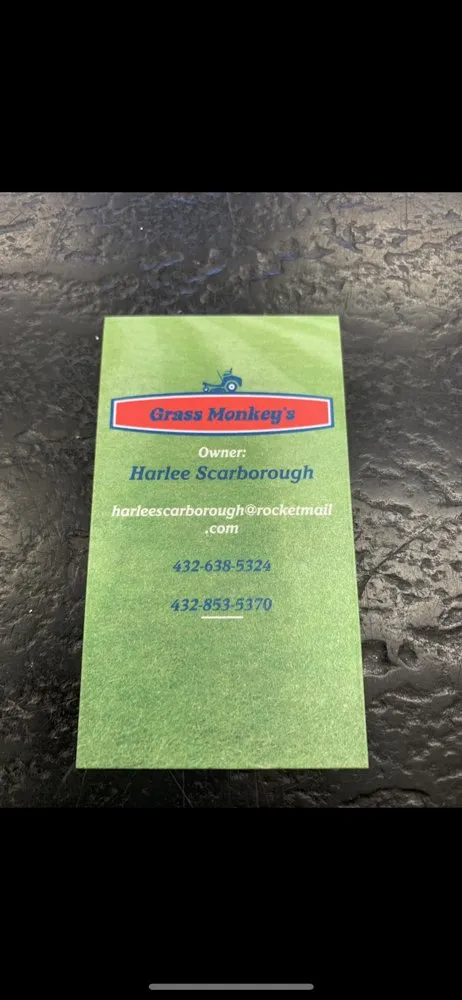 Grass Monkey's
Owner:
Harlee Scarborough
harleescarborough@rocketmail
.com
432-638-5324
432-853-5370